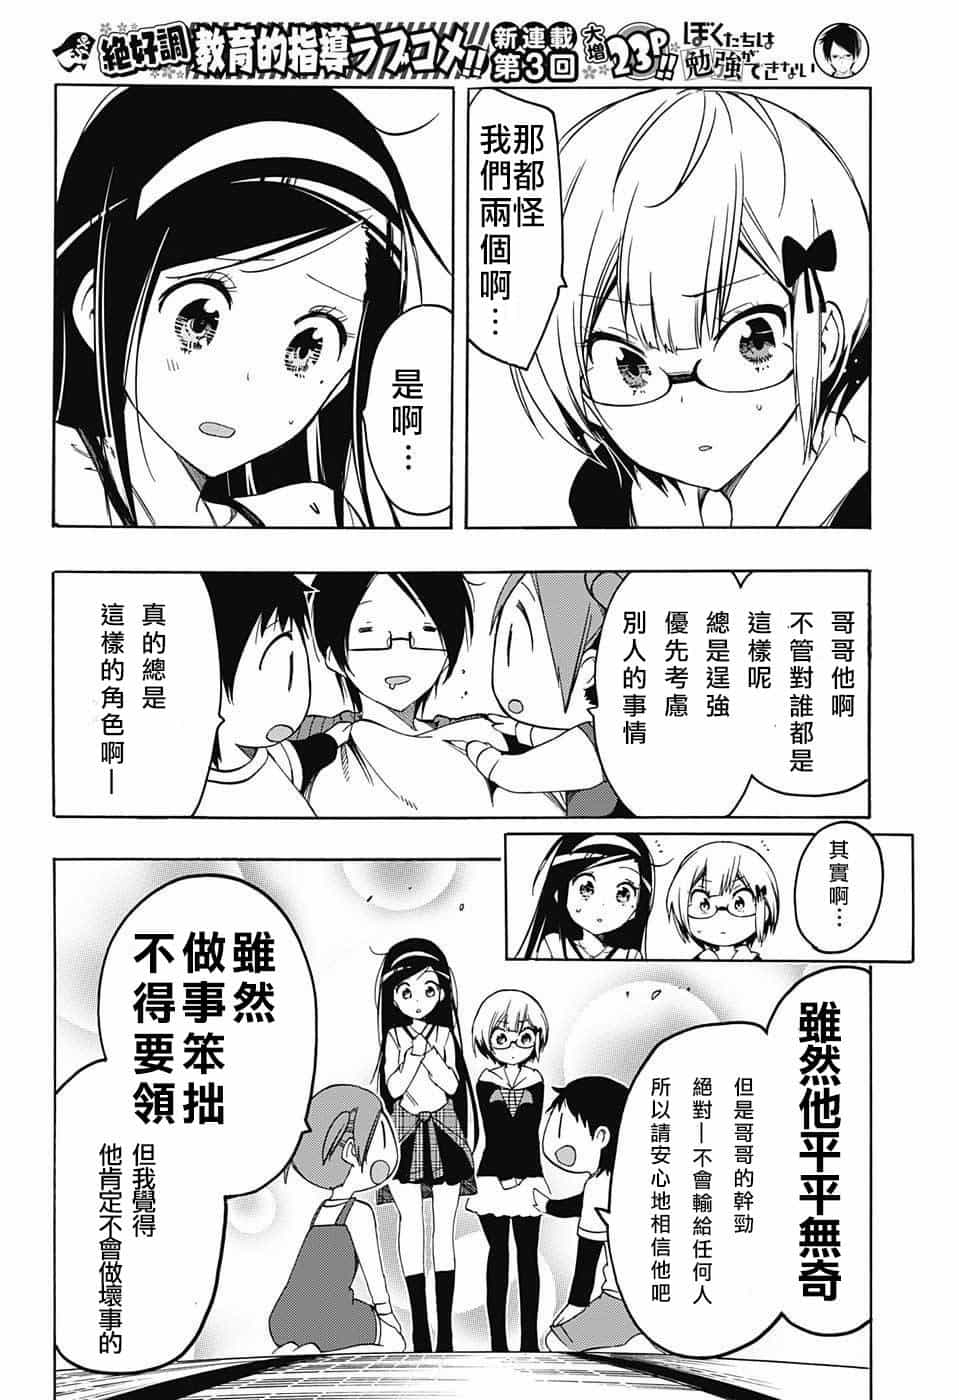 絶好調
教育的指導ラブコメ!!
新連載
第3回
大増
23P!!
ぼくたちは
勉強が
できない
那都怪
我們兩個啊…
是啊…
哥哥他啊
不管對誰都是
這樣呢
總是逞強
優先考慮
別人的事情
真的總是
這樣的角色啊—
其實啊…
雖然他平平無奇
但是哥哥的幹勁
絕對—不會輸給任何人
所以請安心地相信他吧
雖然
做事笨拙
不得要領
但我覺得
他肯定不會做壞事的